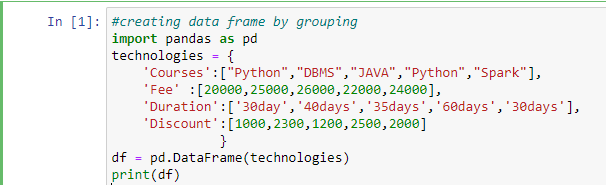 In [1]: #creating data frame by grouping
import pandas as pd
technologies = {
    'Courses':["Python","DBMS","JAVA","Python","Spark"],
    'Fee' :[20000,25000,26000,22000,24000],
    'Duration':['30day','40days','35days','60days','30days'],
    'Discount':[1000,2300,1200,2500,2000]
              }
df = pd.DataFrame(technologies)
print(df)